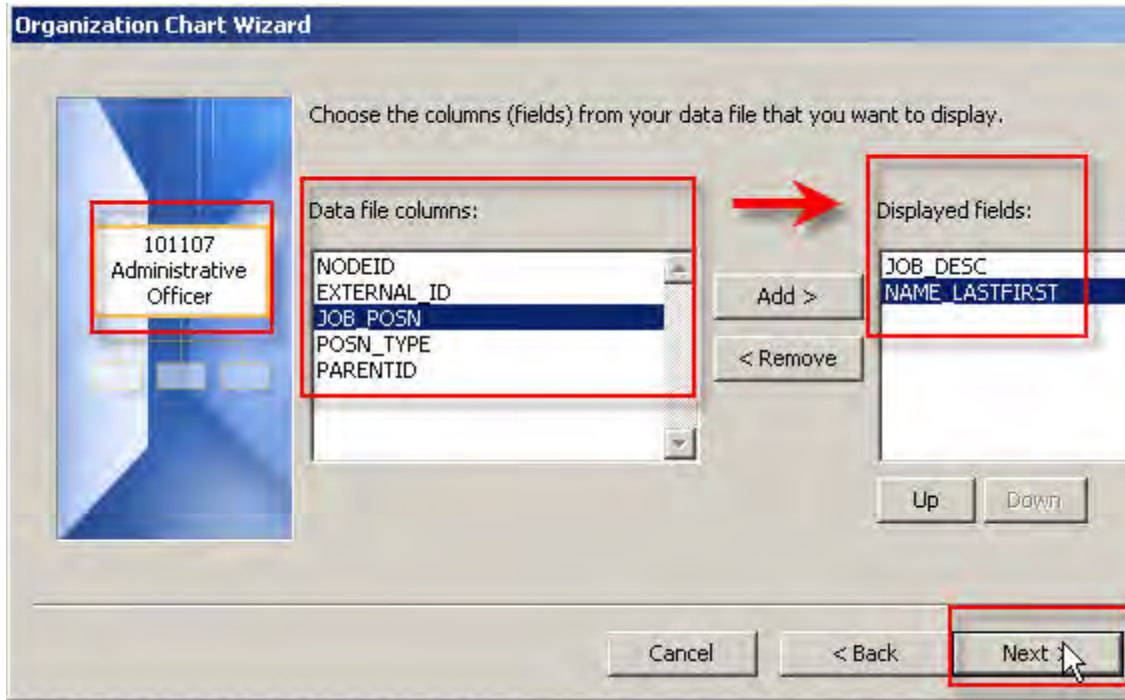 Organization Chart Wizard
Choose the columns (fields) from your data file that you want to display.
101107
Administrative
Officer
Data file columns:
NODEID
EXTERNAL_ID
JOB_POSN
POSN_TYPE
PARENTID
Add >
< Remove
Displayed fields:
JOB_DESC
NAME_LASTFIRST
Up
Down
Cancel
< Back
Next >